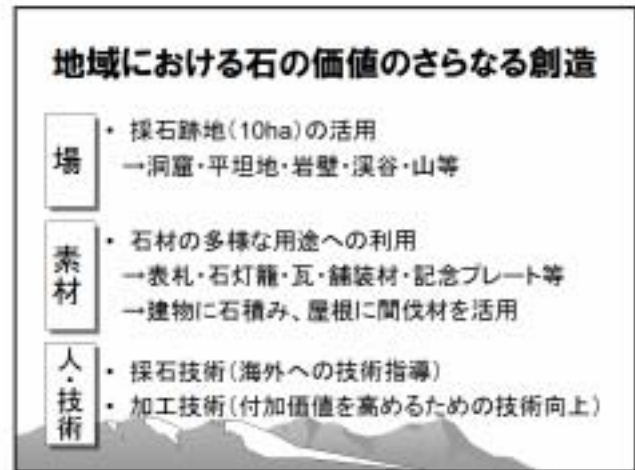 地域における石の価値のさらなる創造
場
・ 採石跡地(10ha)の活用
→洞窟・平坦地・岩壁・渓谷・山等
素材
・ 石材の多様な用途への利用
→表札・石灯籠・瓦・舗装材・記念プレート等
→建物に石積み、屋根に間伐材を活用
人・技術
・ 採石技術(海外への技術指導)
・ 加工技術(付加価値を高めるための技術向上)